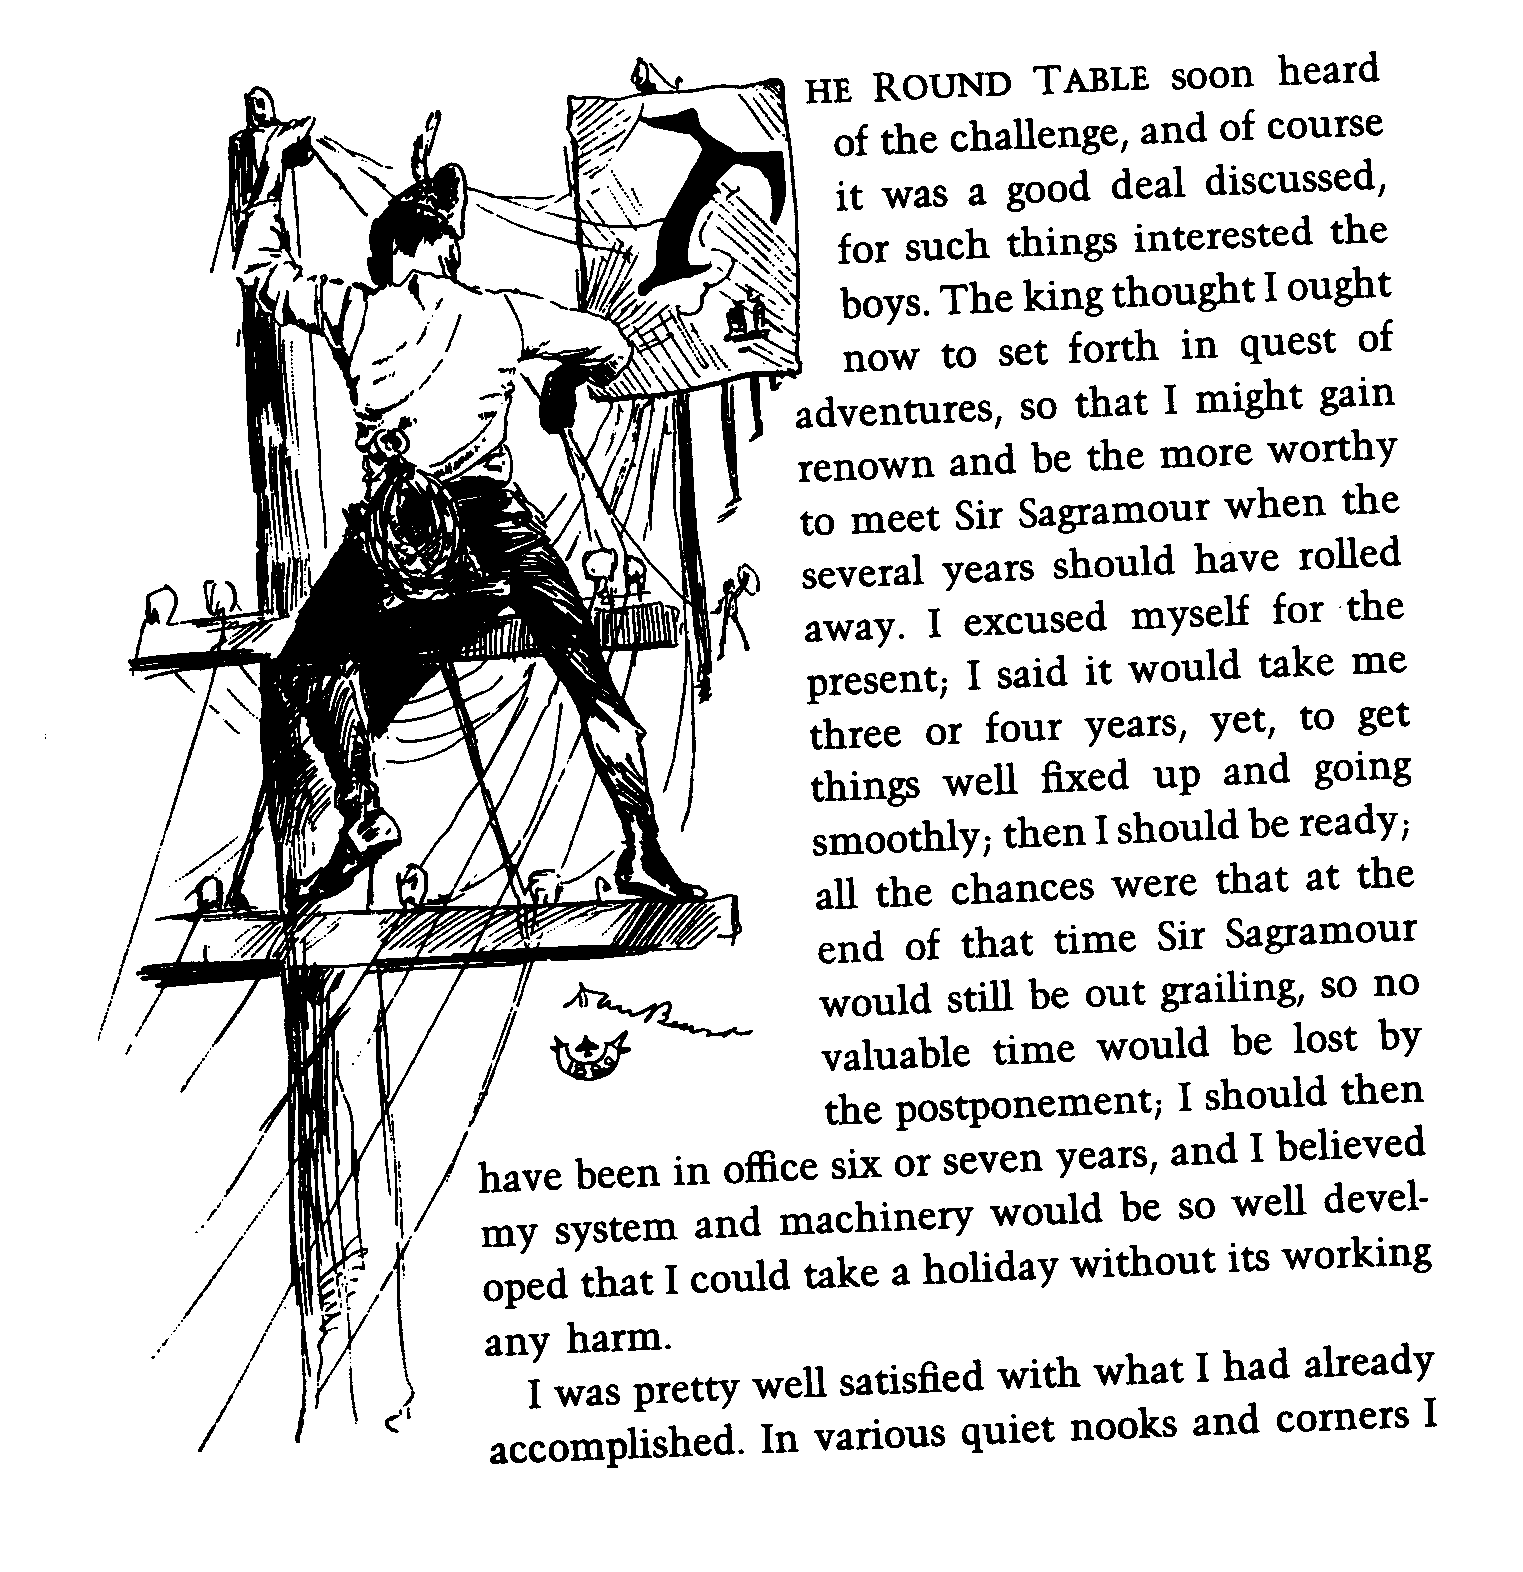 THE ROUND TABLE soon heard
of the challenge, and of course
it was a good deal discussed,
for such things interested the
boys. The king thought I ought
now to set forth in quest of
adventures, so that I might gain
renown and be the more worthy
to meet Sir Sagramour when the
several years should have rolled
away. I excused myself for the
present; I said it would take me
three or four years, yet, to get
things well fixed up and going
smoothly; then I should be ready;
all the chances were that at the
end of that time Sir Sagramour
would still be out grailing, so no
valuable time would be lost by
the postponement; I should then
have been in office six or seven years, and I believed
my system and machinery would be so well devel-
oped that I could take a holiday without its working
any harm.
I was pretty well satisfied with what I had already
accomplished. In various quiet nooks and corners I
Dan Beard
1889